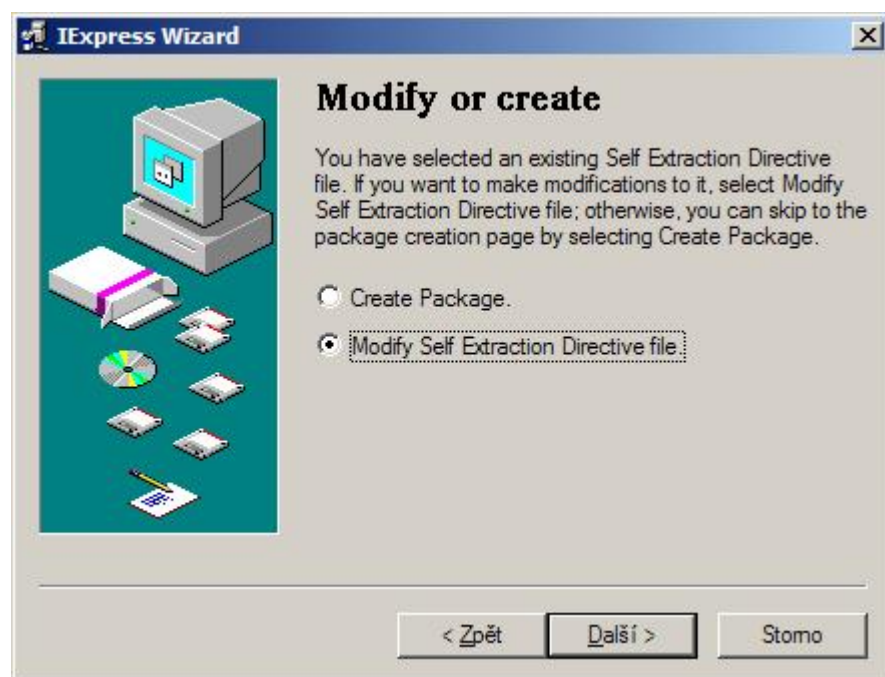 IExpress Wizard
Modify or create
You have selected an existing Self Extraction Directive
file. If you want to make modifications to it, select Modify
Self Extraction Directive file; otherwise, you can skip to the
package creation page by selecting Create Package.
Create Package.
Modify Self Extraction Directive file.
< Zpět
Další >
Storno